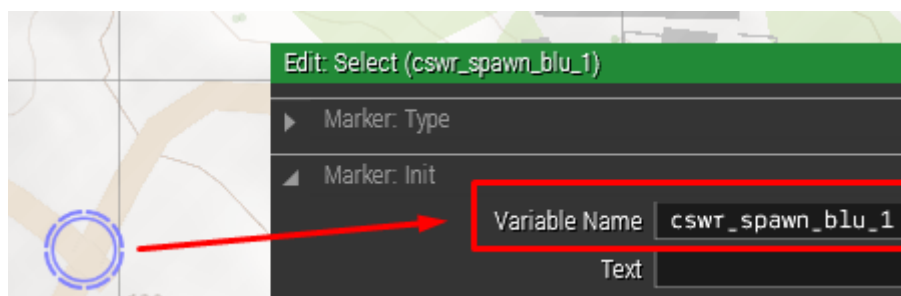 Edit: Select (cswr_spawn_blu_1)
Marker: Type
Marker: Init
Variable Name cswr_spawn_blu_1
Text